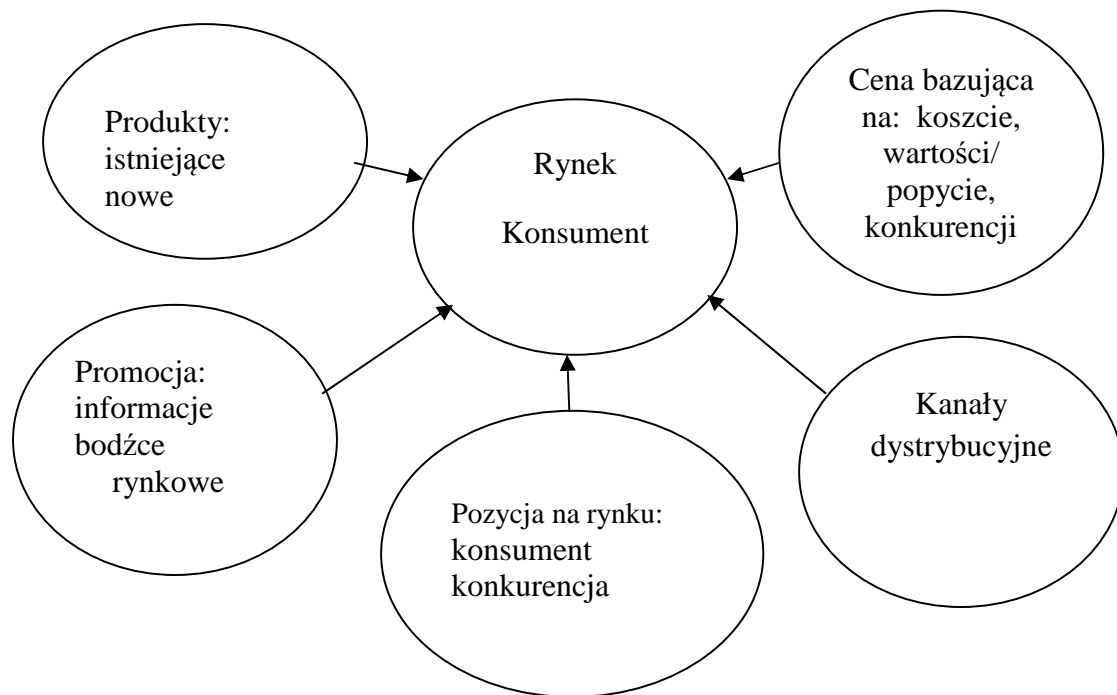 Produkty:
istniejące
nowe
Rynek
Konsument
Cena bazująca
na: koszcie,
wartości/
popycie,
konkurencji
Promocja:
informacje
bodźce
rynkowe
Pozycja na rynku:
konsument
konkurencja
Kanały
dystrybucyjne